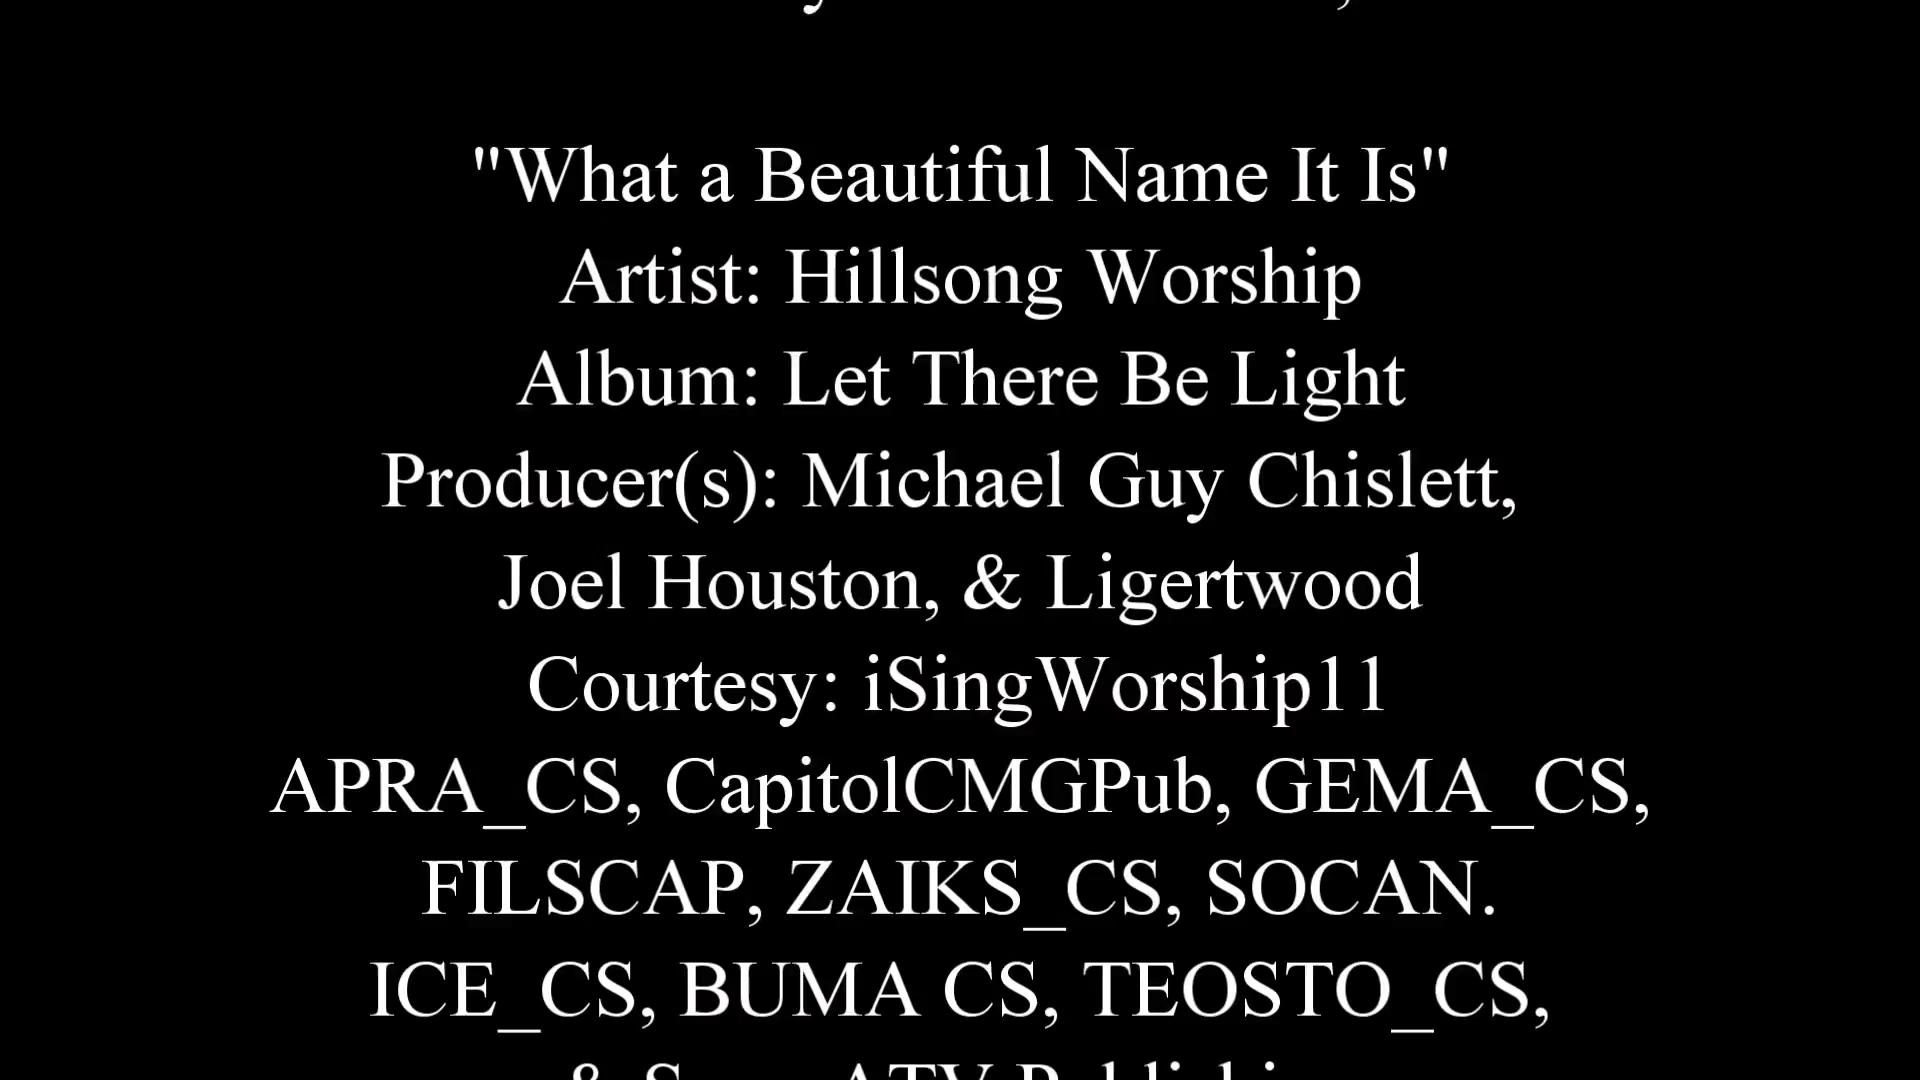 "What a Beautiful Name It Is"
Artist: Hillsong Worship
Album: Let There Be Light
Producer(s): Michael Guy Chislett,
Joel Houston, & Ligertwood
Courtesy: iSingWorship11
APRA_CS, CapitolCMGPub, GEMA_CS,
FILSCAP, ZAIKS_CS, SOCAN.
ICE_CS, BUMA CS, TEOSTO_CS,